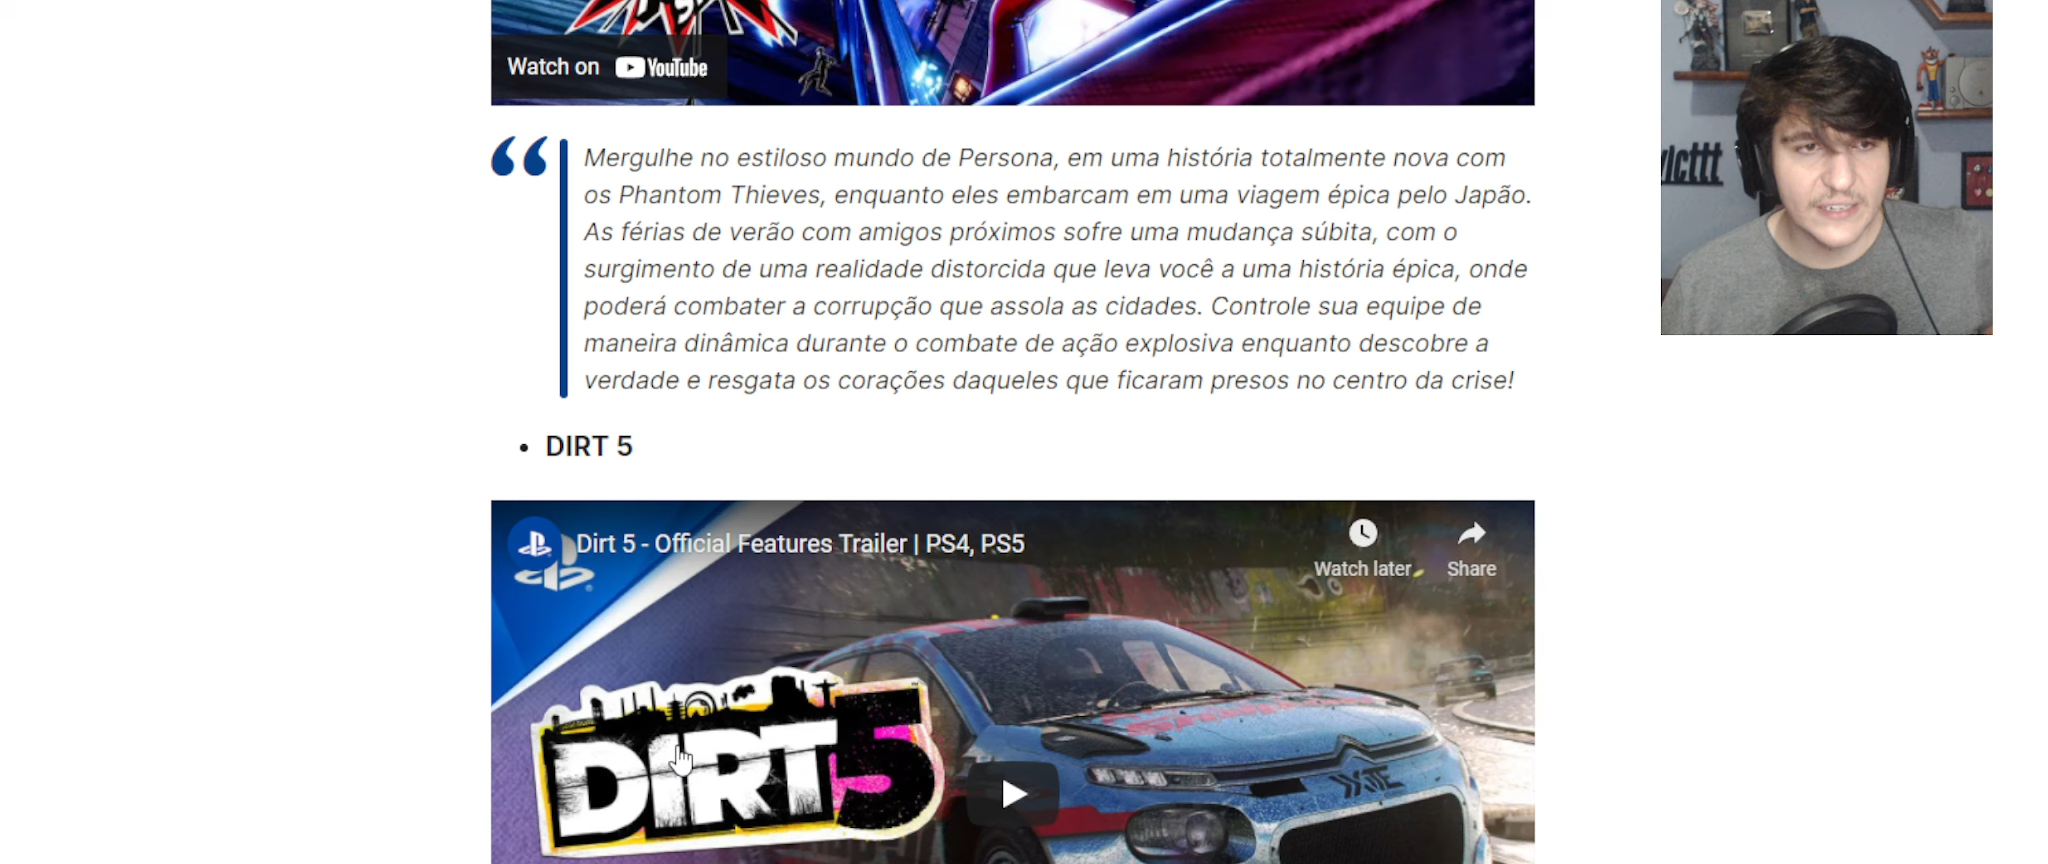 Watch on YouTube
Mergulhe no estiloso mundo de Persona, em uma história totalmente nova com
os Phantom Thieves, enquanto eles embarcam em uma viagem épica pelo Japão.
As férias de verão com amigos próximos sofre uma mudança súbita, com o
surgimento de uma realidade distorcida que leva você a uma história épica, onde
poderá combater a corrupção que assola as cidades. Controle sua equipe de
maneira dinâmica durante o combate de ação explosiva enquanto descobre a
verdade e resgata os corações daqueles que ficaram presos no centro da crise!
• DIRT 5
Dirt 5 - Official Features Trailer | PS4, PS5
Watch later
Share
DIRT 5